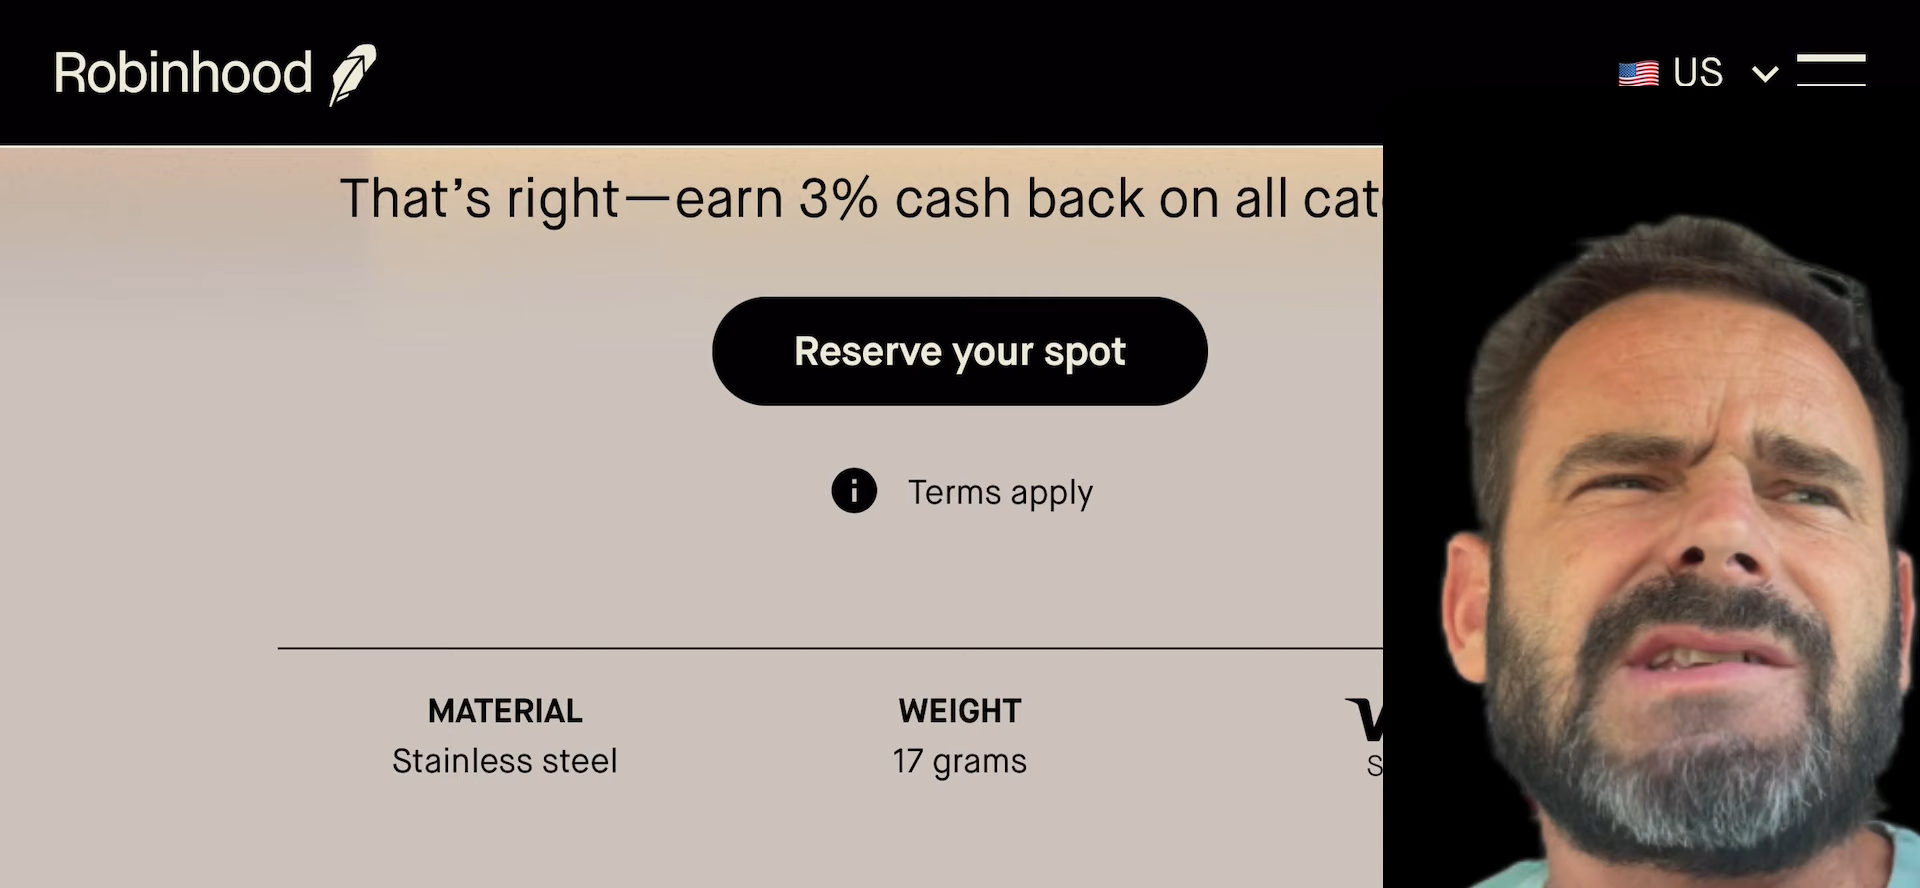 Robinhood
US
That's right—earn 3% cash back on all
Reserve your spot
i Terms apply
MATERIAL
Stainless steel
WEIGHT
17 grams